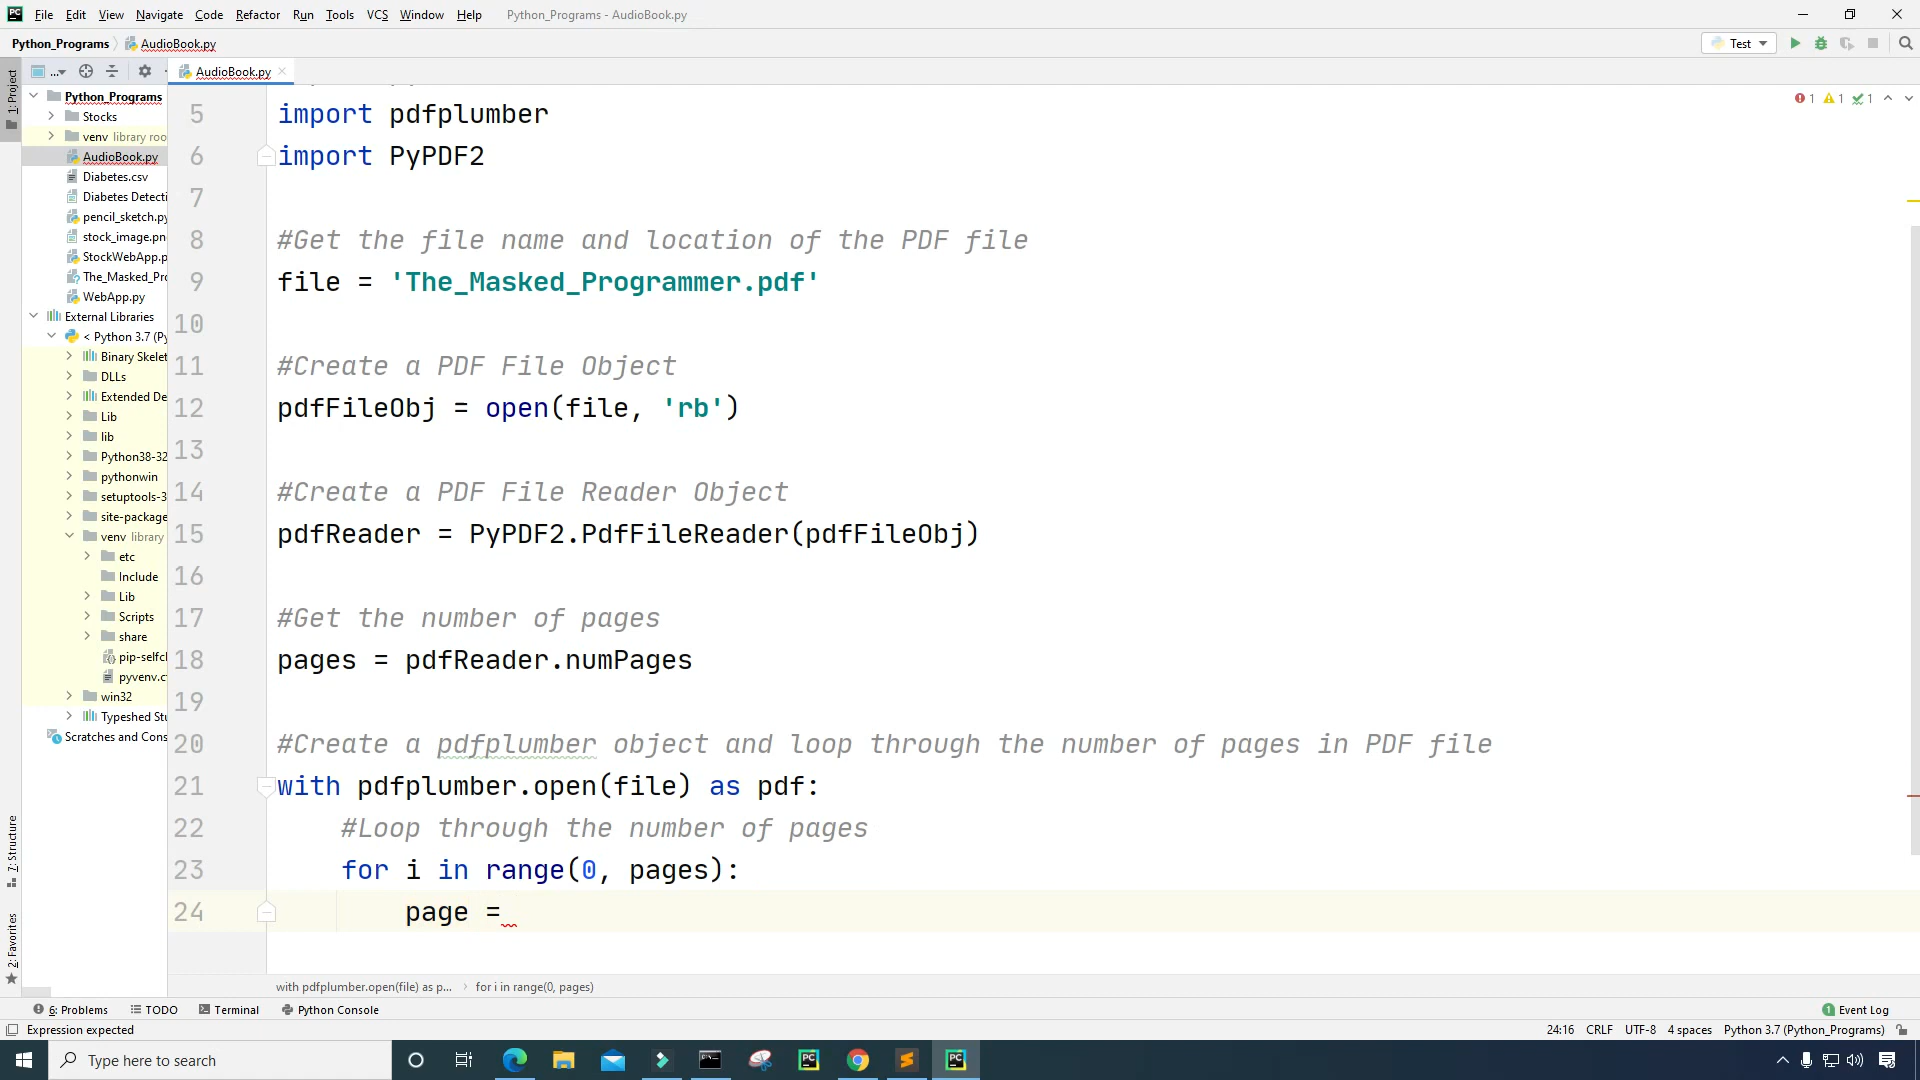 File Edit View Navigate Code Refactor Run Tools VCS Window Help Python_Programs - AudioBook.py
Python_Programs AudioBook.py Test
1: Project
... AudioBook.py
Python_Programs
Stocks
venv library roo
AudioBook.py
Diabetes.csv
Diabetes Detecti
pencil_sketch.py
stock_image.pn
StockWebApp.p
The_Masked_Pro
WebApp.py
External Libraries
< Python 3.7 (Py
Binary Skelet
DLLs
Extended De
Lib
lib
Python38-32
pythonwin
setuptools-3
site-package
venv library
etc
Include
Lib
Scripts
share
pip-selfcl
pyvenv.c
win32
Typeshed Stu
Scratches and Cons
7: Structure
2: Favorites
1 1 1
5 import pdfplumber
6 import PyPDF2
7
8 #Get the file name and location of the PDF file
9 file = 'The_Masked_Programmer.pdf'
10
11 #Create a PDF File Object
12 pdfFileObj = open(file, 'rb')
13
14 #Create a PDF File Reader Object
15 pdfReader = PyPDF2.PdfFileReader(pdfFileObj)
16
17 #Get the number of pages
18 pages = pdfReader.numPages
19
20 #Create a pdfplumber object and loop through the number of pages in PDF file
21 with pdfplumber.open(file) as pdf:
22 #Loop through the number of pages
23 for i in range(0, pages):
24 page =
with pdfplumber.open(file) as p... for i in range(0, pages)
6: Problems TODO Terminal Python Console 1 Event Log
Expression expected 24:16 CRLF UTF-8 4 spaces Python 3.7 (Python_Programs)
Type here to search